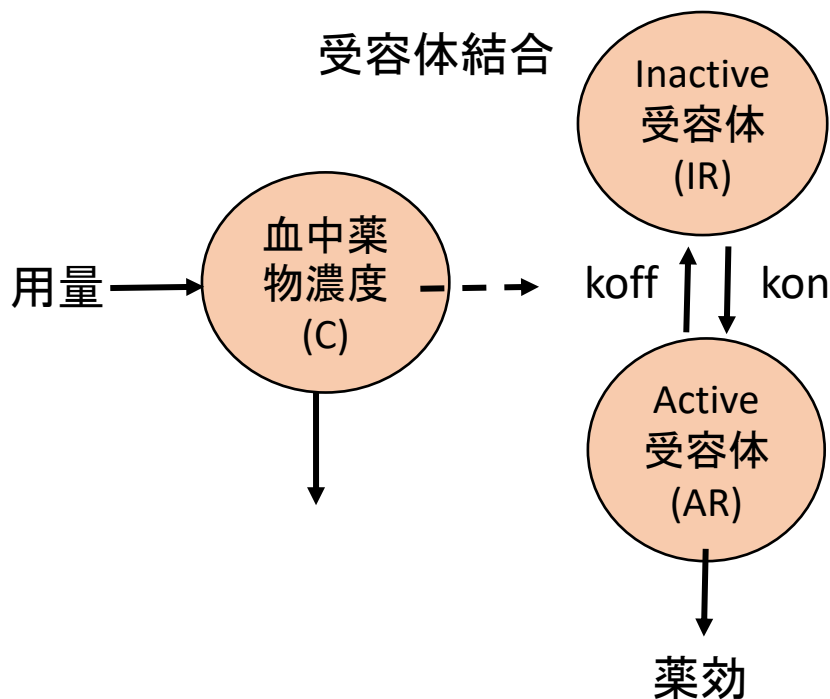 受容体結合
Inactive
受容体
(IR)
用量
血中薬
物濃度
(C)
koff
kon
Active
受容体
(AR)
薬効